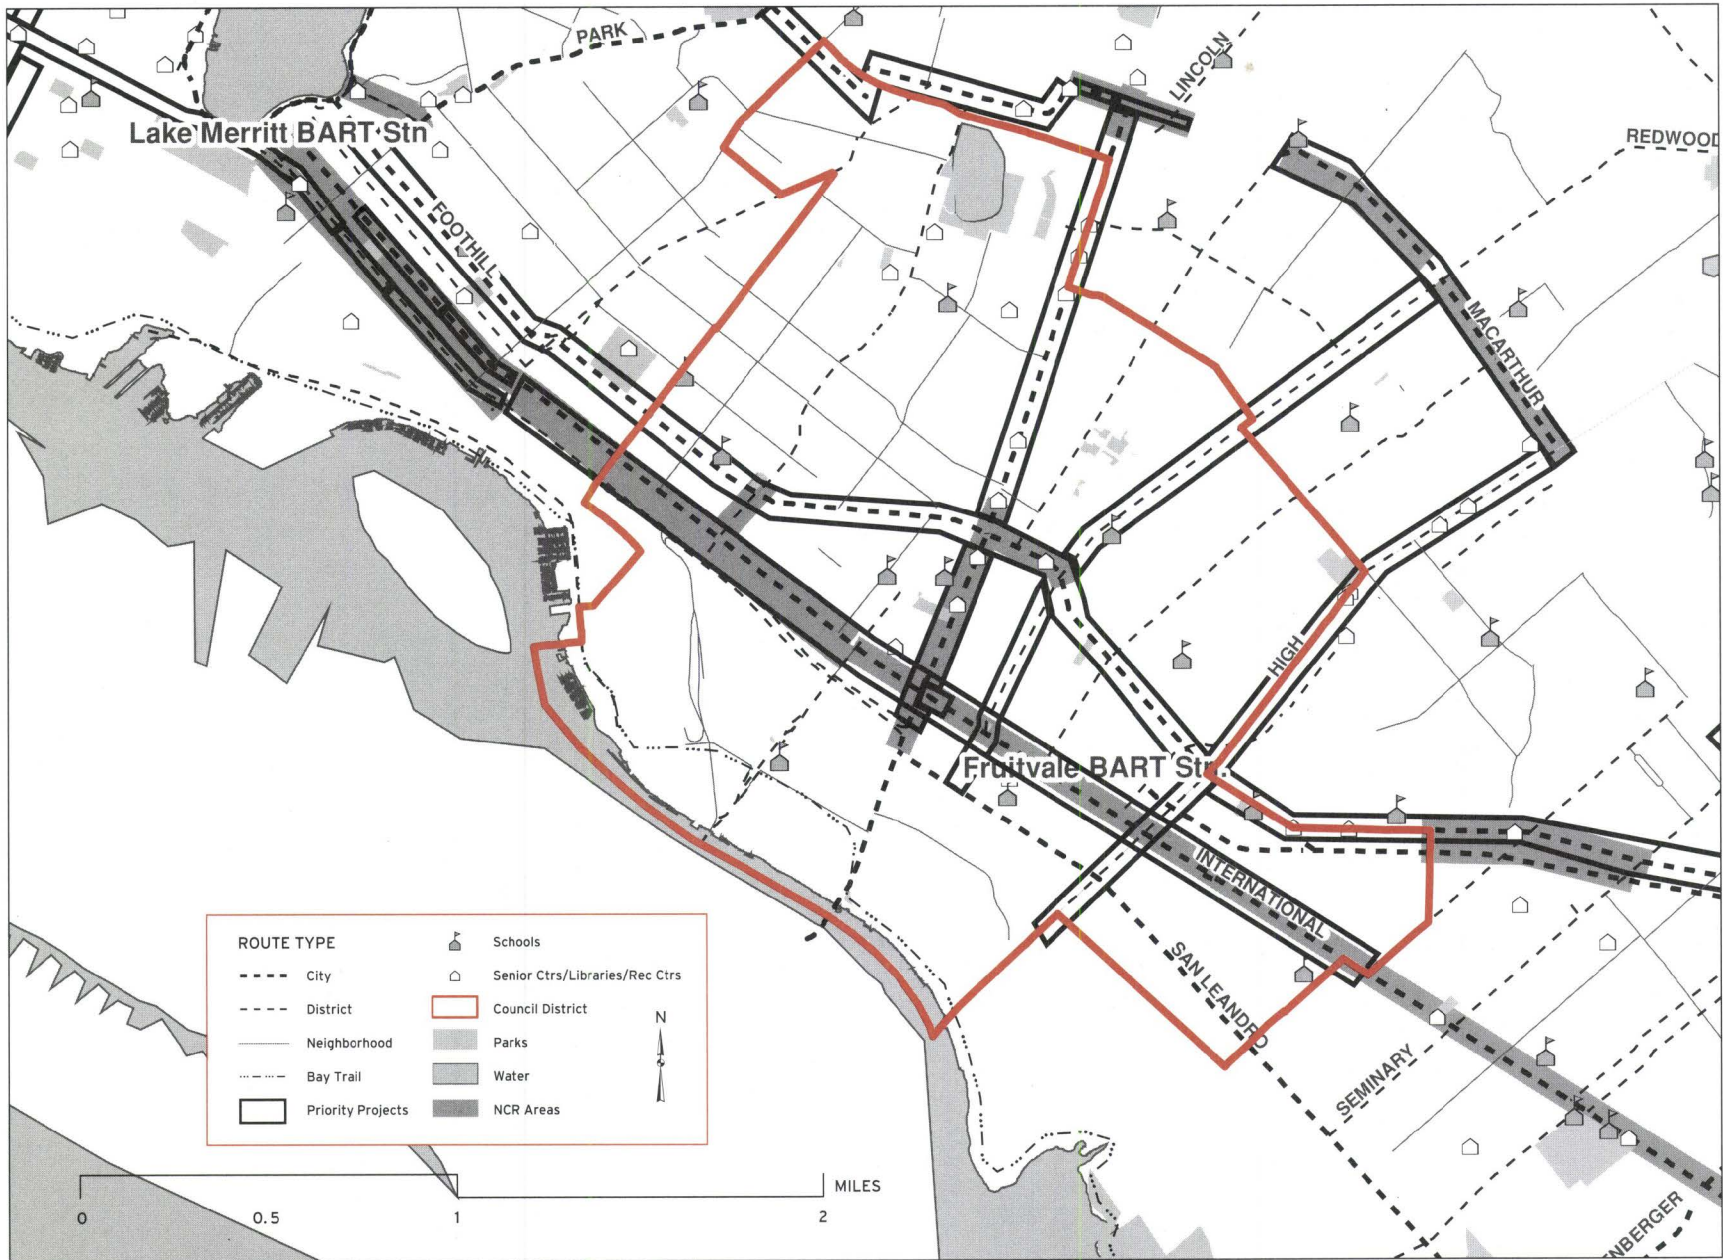 PARK
LINCOLN
REDWOOD
Lake Merritt BART Stn
FOOTHILL
MACARTHUR
HIGH
Fruitvale BART Stn.
INTERNATIONAL
SAN LEANDRO
SEMINARY
NBERGER
ROUTE TYPE
City
District
Neighborhood
Bay Trail
Priority Projects
Schools
Senior Ctrs/Libraries/Rec Ctrs
Council District
Parks
Water
NCR Areas
N
MILES
0 0.5 1 2